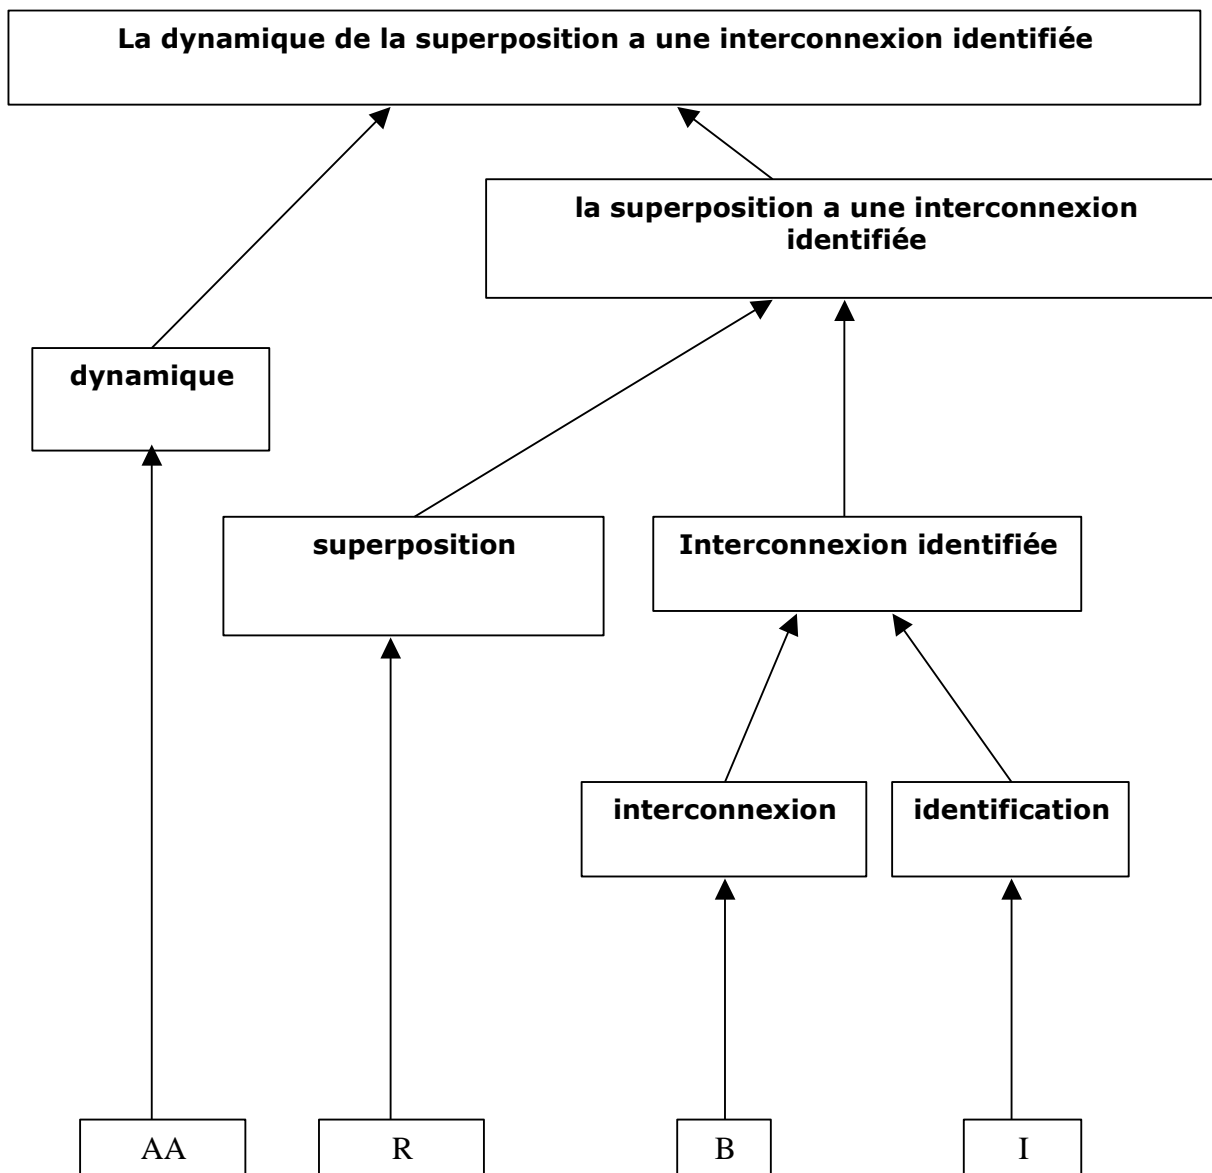 La dynamique de la superposition a une interconnexion identifiée
la superposition a une interconnexion
identifiée
dynamique
superposition
Interconnexion identifiée
interconnexion
identification
AA
R
B
I